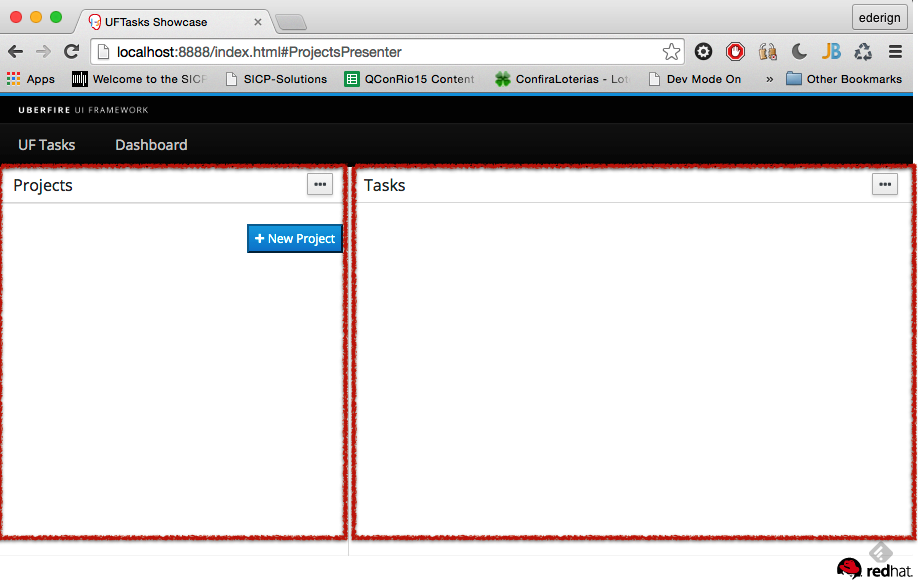 UFTasks Showcase
ederign
localhost:8888/index.html#ProjectsPresenter
JB
Apps Welcome to the SICP SICP-Solutions QConRio15 Content ConfiraLoterias - Lot Dev Mode On » Other Bookmarks
UBERFIRE UI FRAMEWORK
UF Tasks Dashboard
Projects
Tasks
+ New Project
redhat.